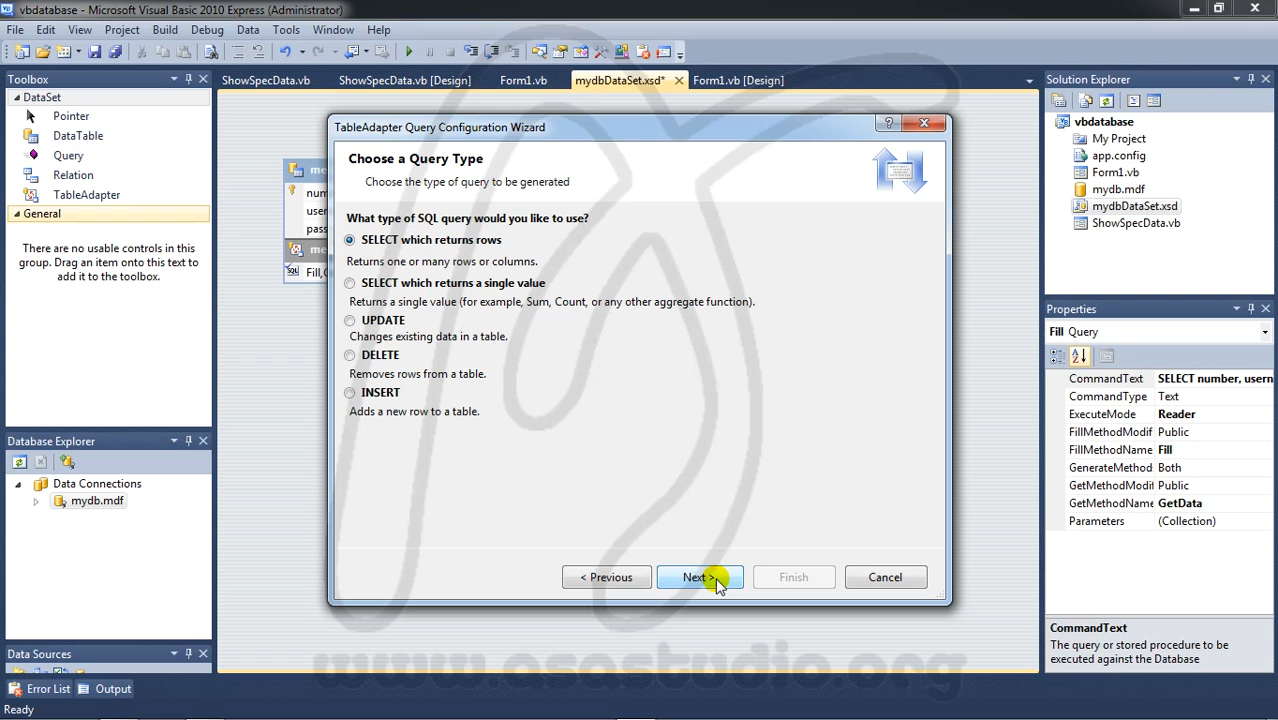 vbdatabase - Microsoft Visual Basic 2010 Express (Administrator)
File Edit View Project Build Debug Data Tools Window Help
Toolbox
DataSet
Pointer
DataTable
Query
Relation
TableAdapter
General
There are no usable controls in this
group. Drag an item onto this text to
add it to the toolbox.
Database Explorer
Data Connections
mydb.mdf
Data Sources
Error List Output
Ready
ShowSpecData.vb ShowSpecData.vb [Design] Form1.vb mydbDataSet.xsd* Form1.vb [Design]
TableAdapter Query Configuration Wizard
Choose a Query Type
Choose the type of query to be generated
What type of SQL query would you like to use?
SELECT which returns rows
Returns one or many rows or columns.
SELECT which returns a single value
Returns a single value (for example, Sum, Count, or any other aggregate function).
UPDATE
Changes existing data in a table.
DELETE
Removes rows from a table.
INSERT
Adds a new row to a table.
< Previous Next > Finish Cancel
www.asastudio.org
Solution Explorer
vbdatabase
My Project
app.config
Form1.vb
mydb.mdf
mydbDataSet.xsd
ShowSpecData.vb
Properties
Fill Query
CommandText SELECT number, usern
CommandType Text
ExecuteMode Reader
FillMethodModif Public
FillMethodName Fill
GenerateMethod Both
GetMethodModif Public
GetMethodName GetData
Parameters (Collection)
CommandText
The query or stored procedure to be
executed against the Database